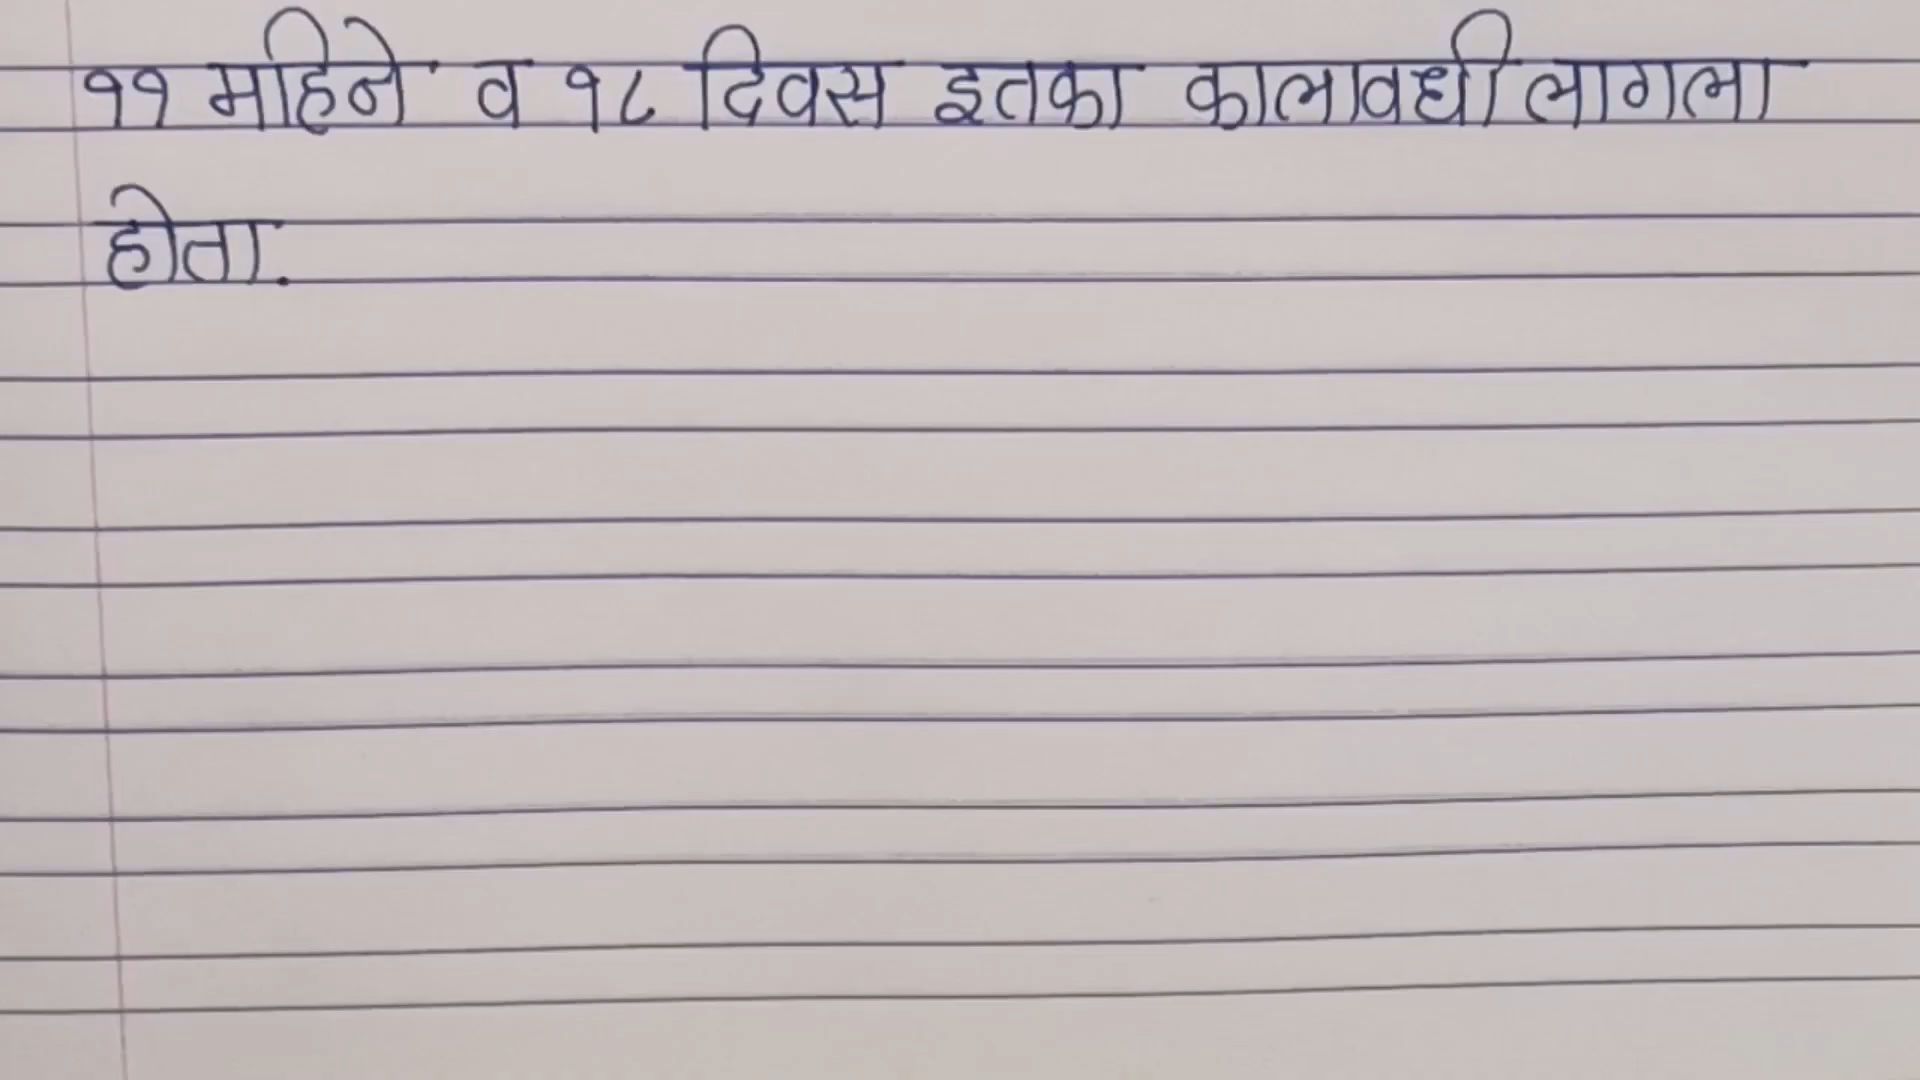 ११ महिने व १८ दिवस इतका कालावधी लागला
होता.